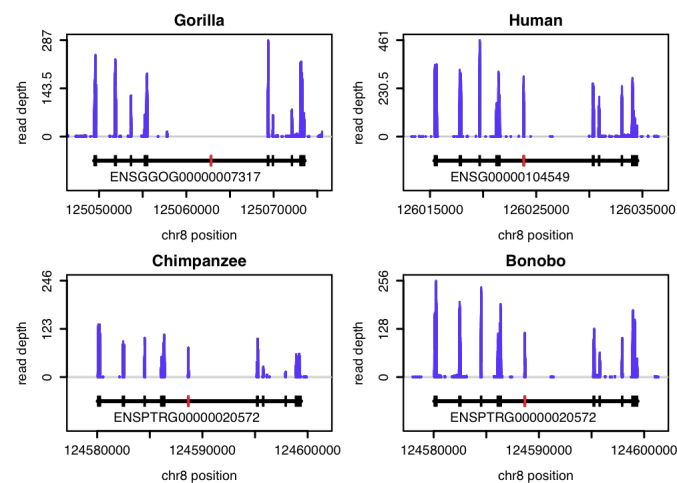 Gorilla
287
143.5
0
read depth
ENSGGOG00000007317
125050000 125060000 125070000
chr8 position
Human
461
230.5
0
read depth
ENSG00000104549
126015000 126025000 126035000
chr8 position
Chimpanzee
246
123
0
read depth
ENSPTRG00000020572
124580000 124590000 124600000
chr8 position
Bonobo
256
128
0
read depth
ENSPTRG00000020572
124580000 124590000 124600000
chr8 position